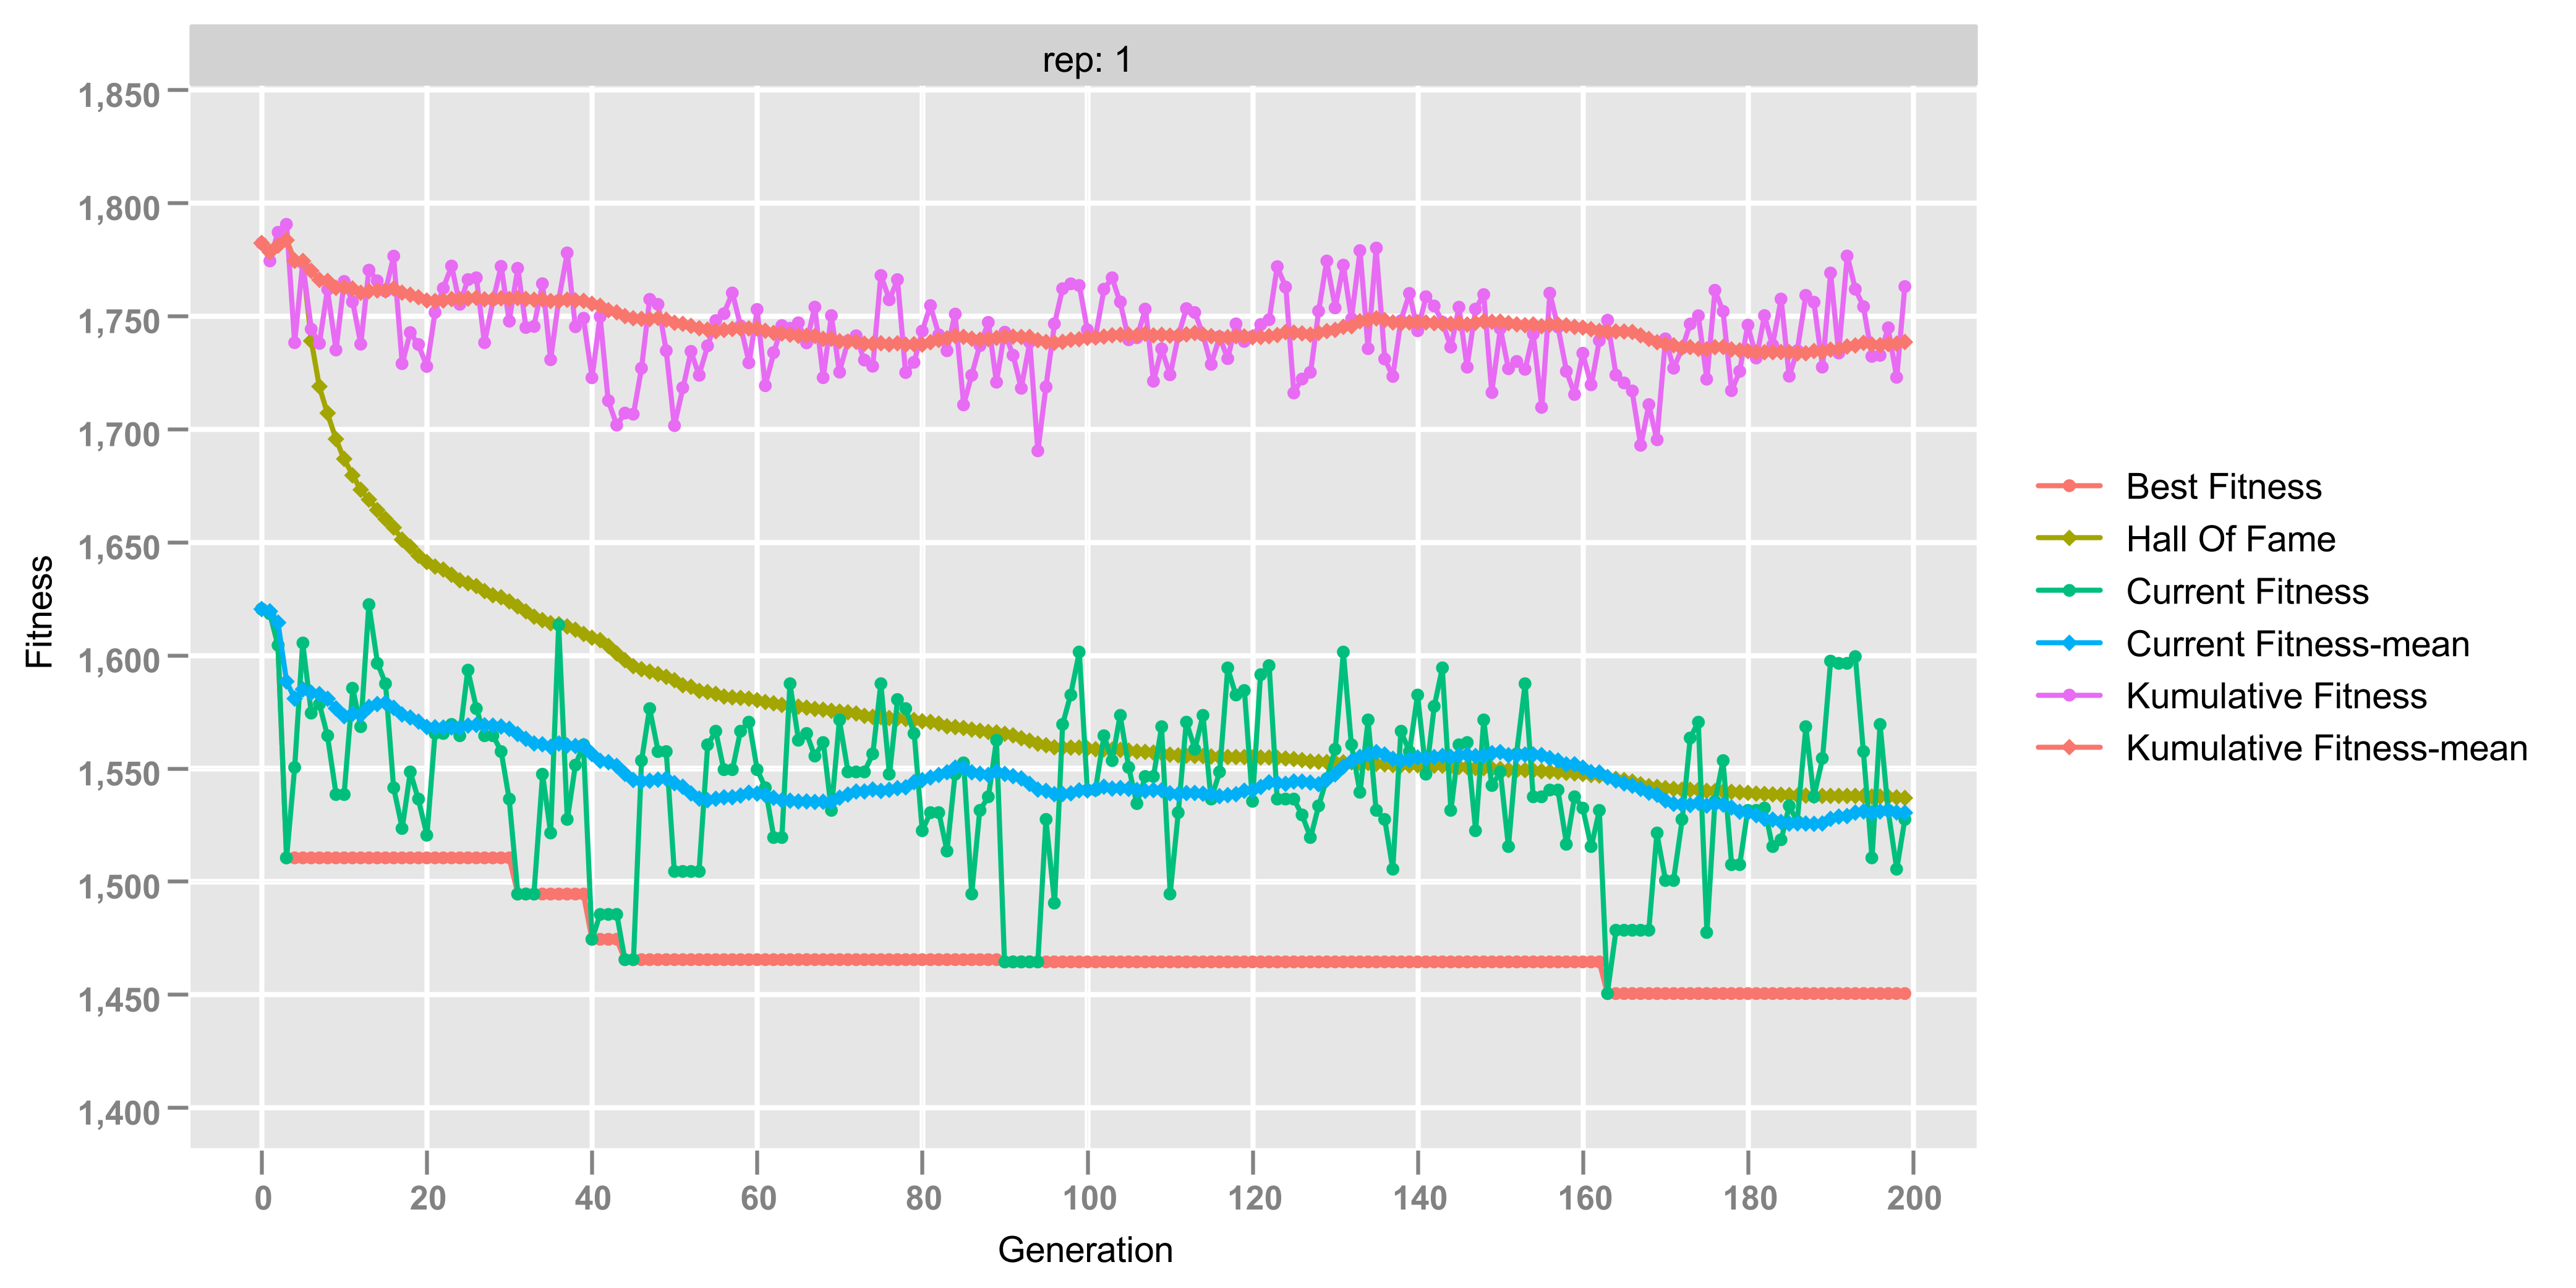 rep: 1
1,850
1,800
1,750
1,700
1,650
1,600
1,550
1,500
1,450
1,400
Fitness
0 20 40 60 80 100 120 140 160 180 200
Generation
Best Fitness
Hall Of Fame
Current Fitness
Current Fitness-mean
Kumulative Fitness
Kumulative Fitness-mean